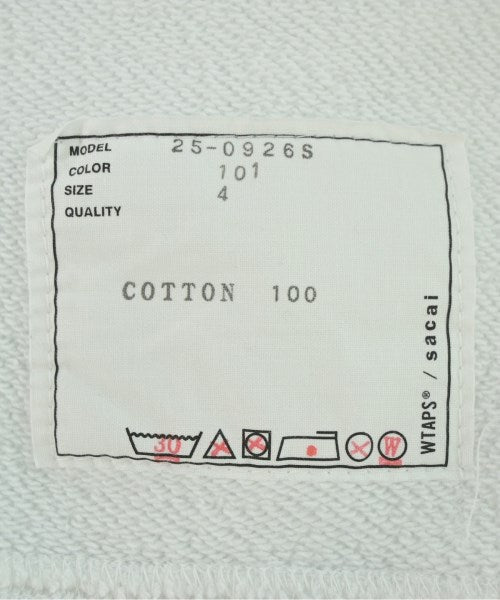 MODEL 25-0926S
COLOR 101
SIZE 4
QUALITY
COTTON 100
30
W
WTAPS® / sacai